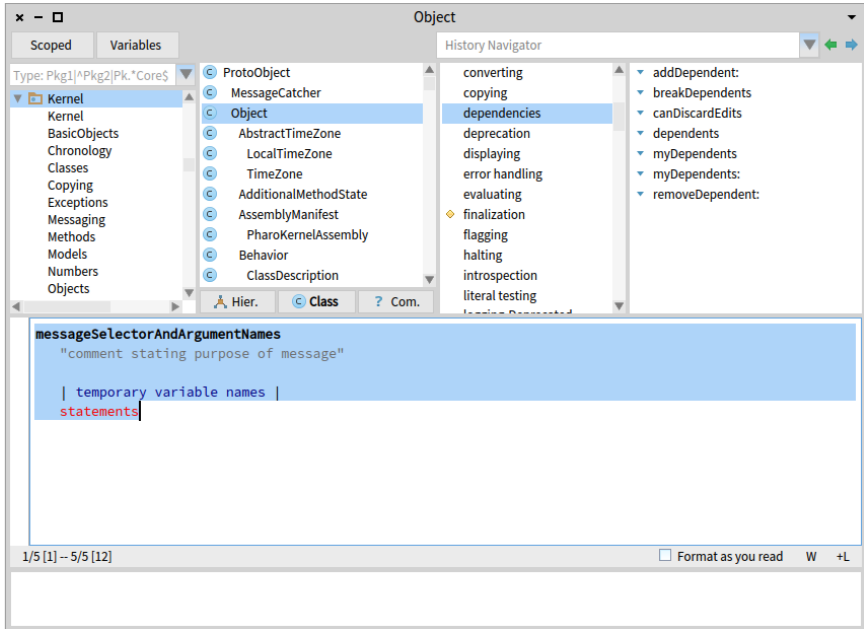 Object
Scoped
Variables
History Navigator
Type: Pkg1|^Pkg2|Pk.*Core$
Kernel
Kernel
BasicObjects
Chronology
Classes
Copying
Exceptions
Messaging
Methods
Models
Numbers
Objects
ProtoObject
MessageCatcher
Object
AbstractTimeZone
LocalTimeZone
TimeZone
AdditionalMethodState
AssemblyManifest
PharoKernelAssembly
Behavior
ClassDescription
Hier.
Class
? Com.
converting
copying
dependencies
deprecation
displaying
error handling
evaluating
finalization
flagging
halting
introspection
literal testing
addDependent:
breakDependents
canDiscardEdits
dependents
myDependents
myDependents:
removeDependent:
messageSelectorAndArgumentNames
"comment stating purpose of message"
| temporary variable names |
statements
1/5 [1] -- 5/5 [12]
Format as you read
W
+L